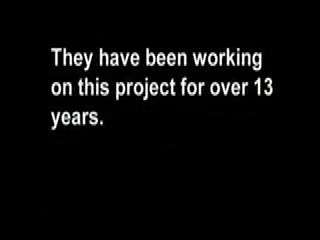 They have been working
on this project for over 13
years.